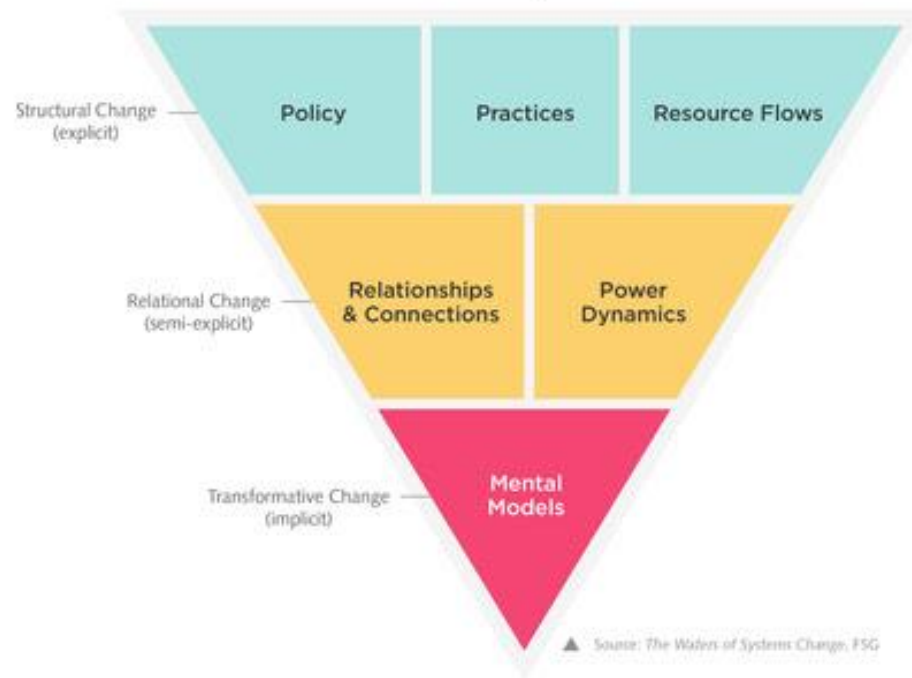 Structural Change
(explicit)
Policy
Practices
Resource Flows
Relational Change
(semi-explicit)
Relationships
& Connections
Power
Dynamics
Transformative Change
(implicit)
Mental
Models
Source: The Waters of Systems Change, FSG